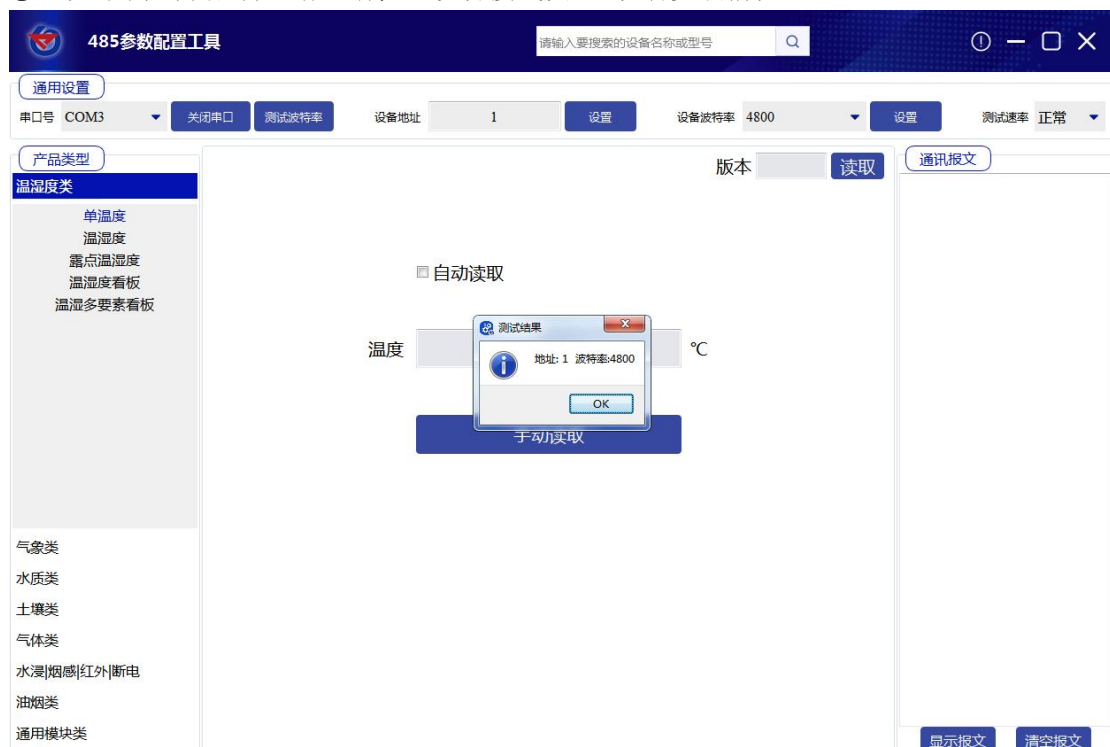 485参数配置工具
请输入要搜索的设备名称或型号
通用设置
串口号 COM3 关闭串口 测试波特率 设备地址 1 设置 设备波特率 4800 设置 测试速率 正常
产品类型
温湿度类
单温度
温湿度
露点温湿度
温湿度看板
温湿多要素看板
气象类
水质类
土壤类
气体类
水浸|烟感|红外|断电
油烟类
通用模块类
版本 读取
自动读取
温度 ℃
测试结果
地址: 1 波特率:4800
OK
手动读取
通讯报文
显示报文 清空报文